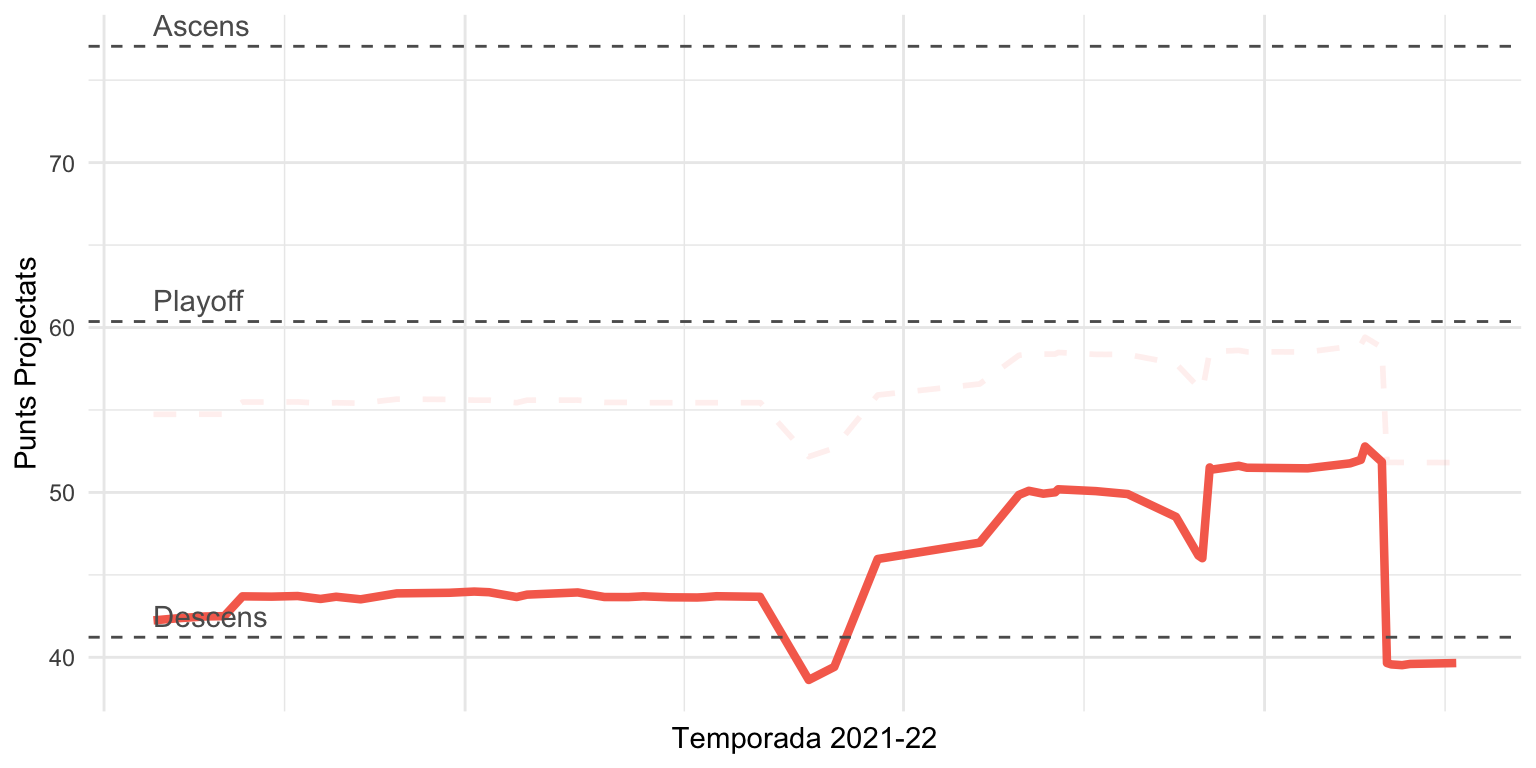 Ascens
70
Playoff
60
Punts Projectats
50
Descens
40
Temporada 2021-22